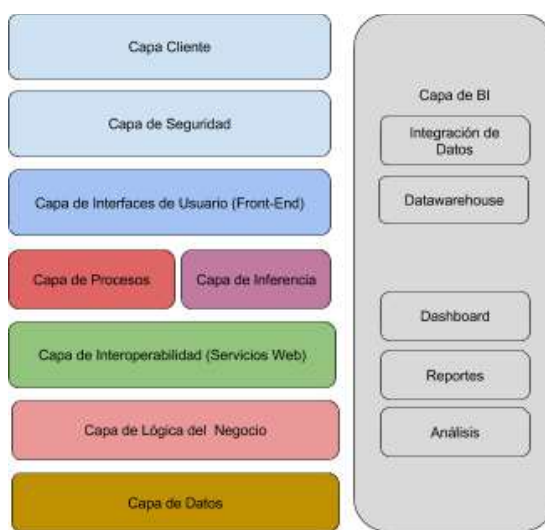 Capa Cliente
Capa de Seguridad
Capa de Interfaces de Usuario (Front-End)
Capa de Procesos
Capa de Inferencia
Capa de Interoperabilidad (Servicios Web)
Capa de Lógica del Negocio
Capa de Datos
Capa de BI
Integración de
Datos
Datawarehouse
Dashboard
Reportes
Análisis